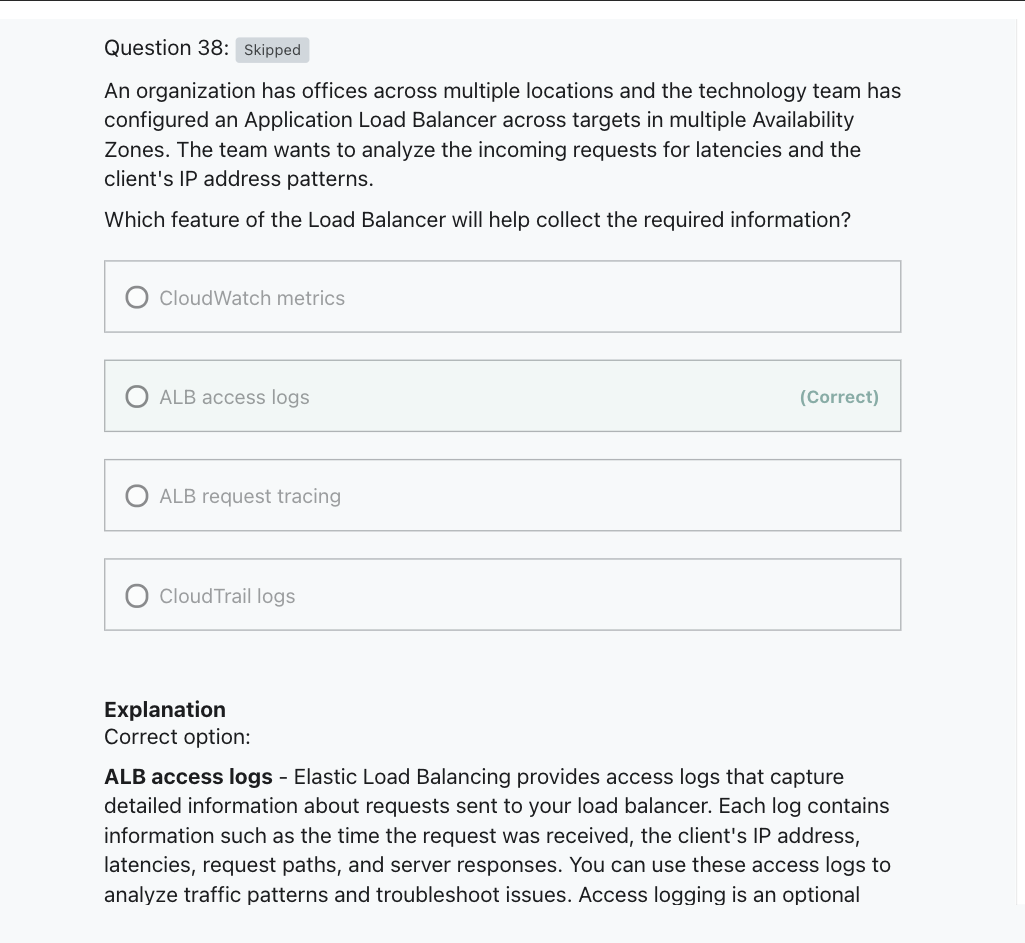 Question 38: Skipped
An organization has offices across multiple locations and the technology team has
configured an Application Load Balancer across targets in multiple Availability
Zones. The team wants to analyze the incoming requests for latencies and the
client's IP address patterns.
Which feature of the Load Balancer will help collect the required information?
CloudWatch metrics
ALB access logs (Correct)
ALB request tracing
CloudTrail logs
Explanation
Correct option:
ALB access logs - Elastic Load Balancing provides access logs that capture
detailed information about requests sent to your load balancer. Each log contains
information such as the time the request was received, the client's IP address,
latencies, request paths, and server responses. You can use these access logs to
analyze traffic patterns and troubleshoot issues. Access logging is an optional